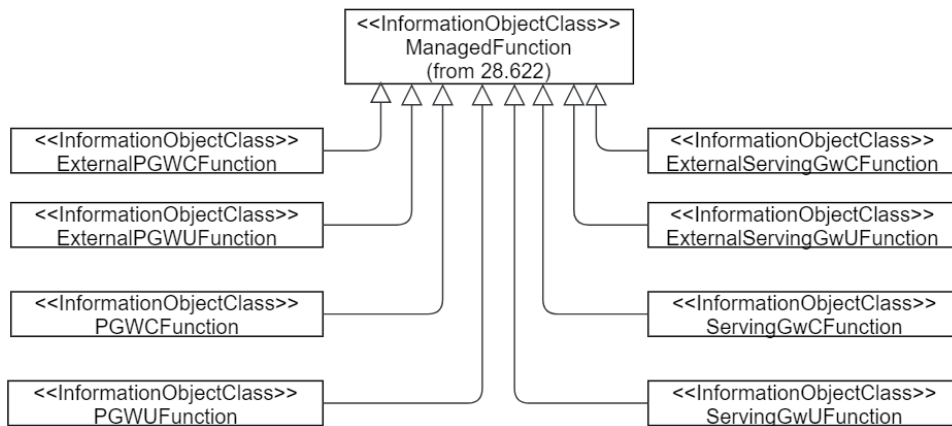 <<InformationObjectClass>>
ManagedFunction
(from 28.622)
<<InformationObjectClass>>
ExternalPGWCFunction
<<InformationObjectClass>>
ExternalServingGwCFunction
<<InformationObjectClass>>
ExternalPGWUFunction
<<InformationObjectClass>>
ExternalServingGwUFunction
<<InformationObjectClass>>
PGWCFunction
<<InformationObjectClass>>
ServingGwCFunction
<<InformationObjectClass>>
PGWUFunction
<<InformationObjectClass>>
ServingGwUFunction